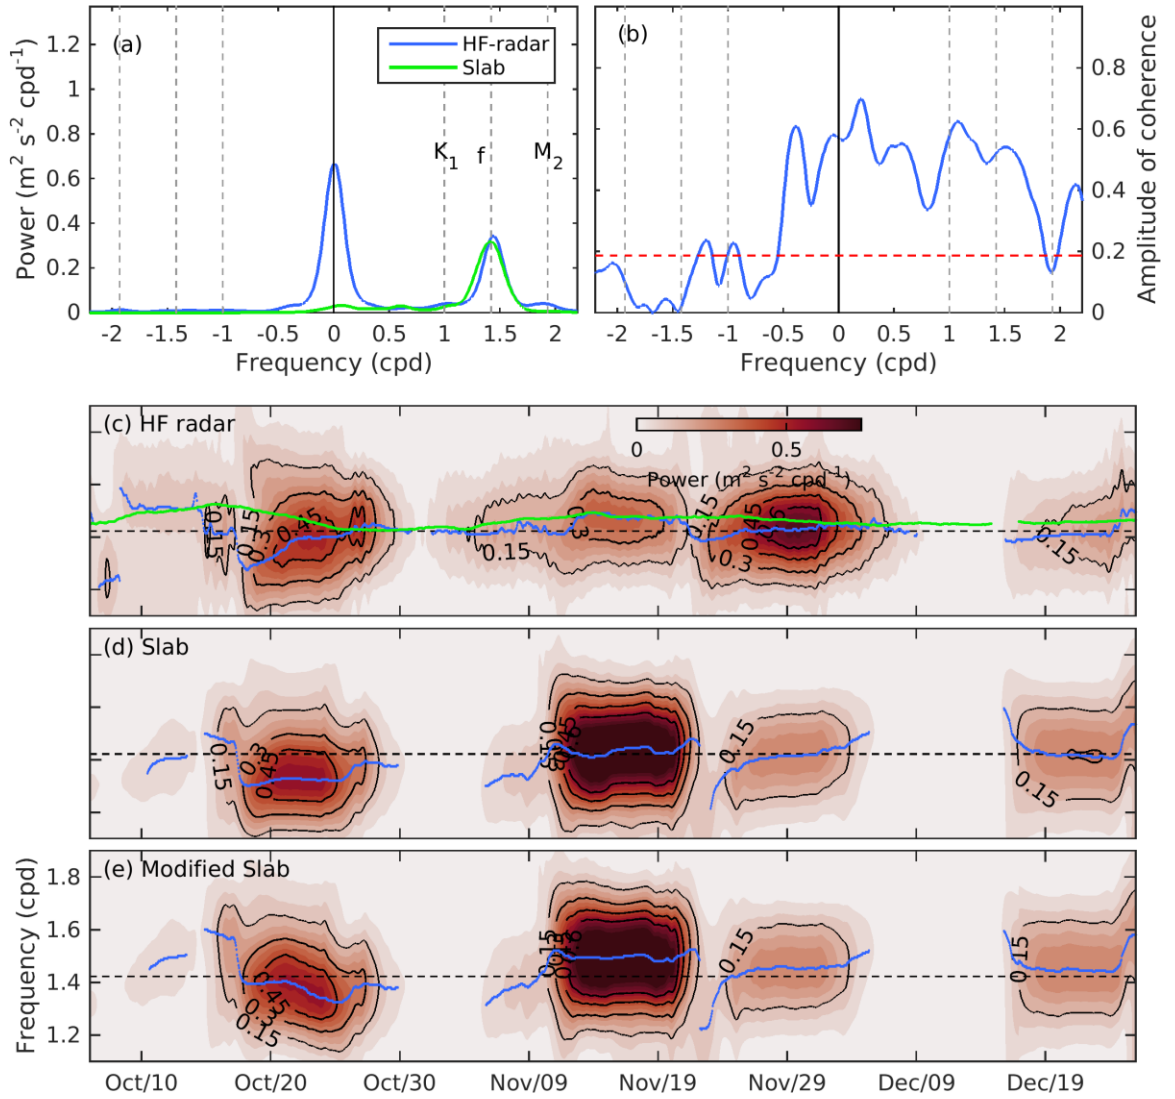 (a)
HF-radar
Slab
K1 f M2
1.2
1
0.8
0.6
0.4
0.2
0
Power (m2 s-2 cpd-1)
-2 -1.5 -1 -0.5 0 0.5 1 1.5 2
Frequency (cpd)
(b)
0.8
0.6
0.4
0.2
0
Amplitude of coherence
-2 -1.5 -1 -0.5 0 0.5 1 1.5 2
Frequency (cpd)
(c) HF radar
0 0.5
Power (m2 s-2 cpd-1)
0.15
0.15
0.3
0.45
0.15
0.3
0.15
0.45
0.3
0.15
(d) Slab
0.15
0.3
0.45
0.15
0.15
(e) Modified Slab
1.8
1.6
1.4
1.2
Frequency (cpd)
0.45
0.3
0.15
0.15
0.15
0.15
Oct/10 Oct/20 Oct/30 Nov/09 Nov/19 Nov/29 Dec/09 Dec/19